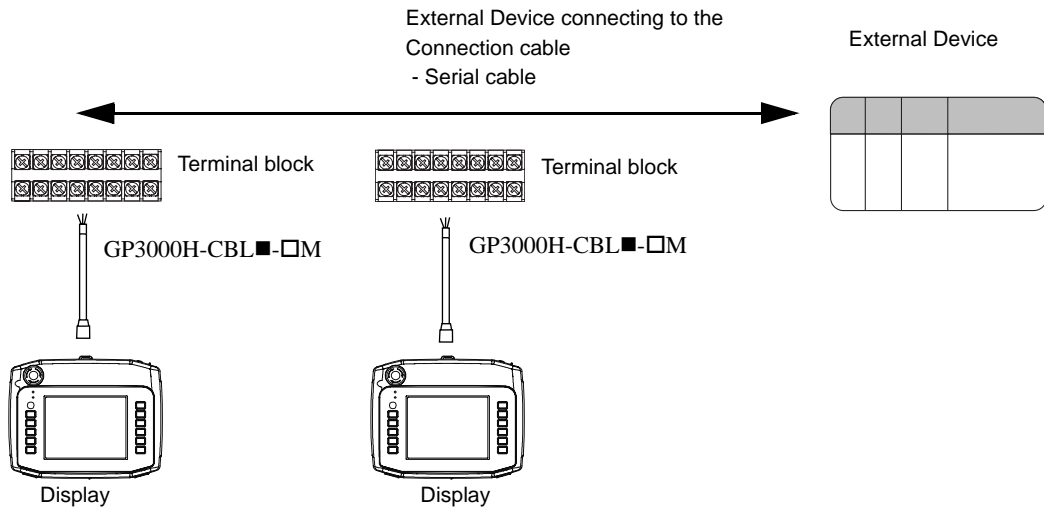 External Device connecting to the
Connection cable
- Serial cable
External Device
Terminal block
Terminal block
GP3000H-CBL■-□M
GP3000H-CBL■-□M
Display
Display